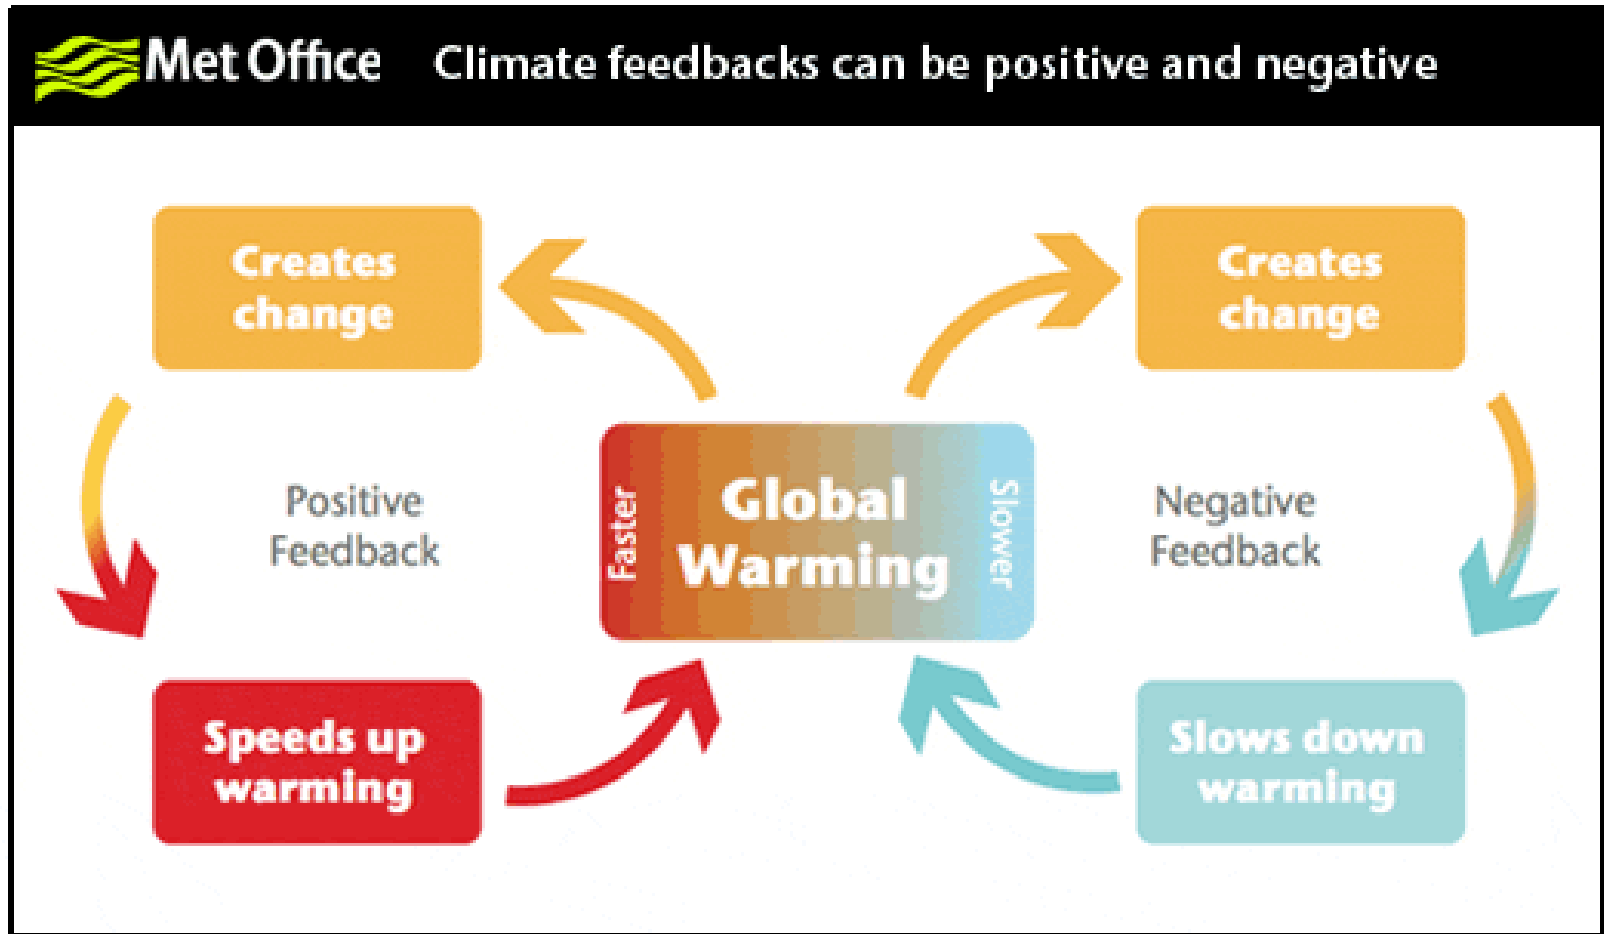 Met Office
Climate feedbacks can be positive and negative
Creates
change
Creates
change
Positive
Feedback
Faster
Global
Warming
Slower
Negative
Feedback
Speeds up
warming
Slows down
warming